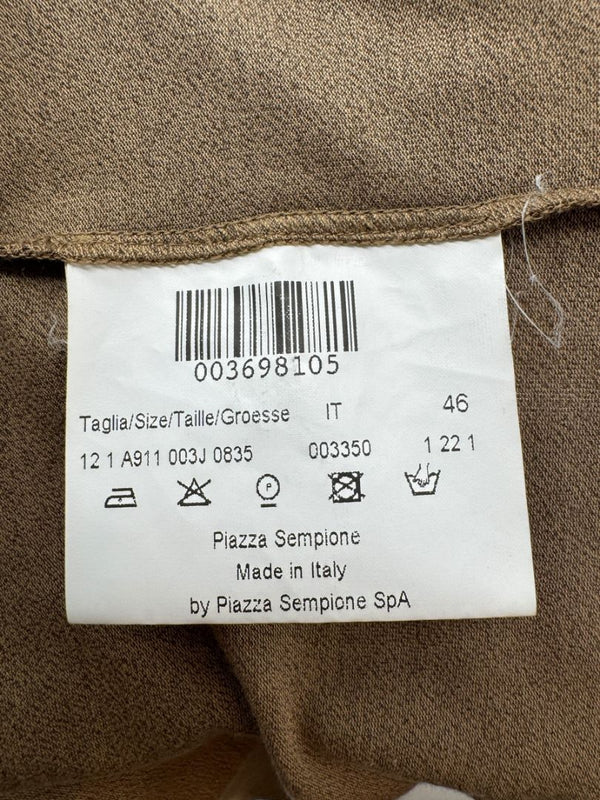 003698105
Taglia/Size/Taille/Groesse IT 46
12 1 A911 003J 0835 003350 1 22 1
P
Piazza Sempione
Made in Italy
by Piazza Sempione SpA